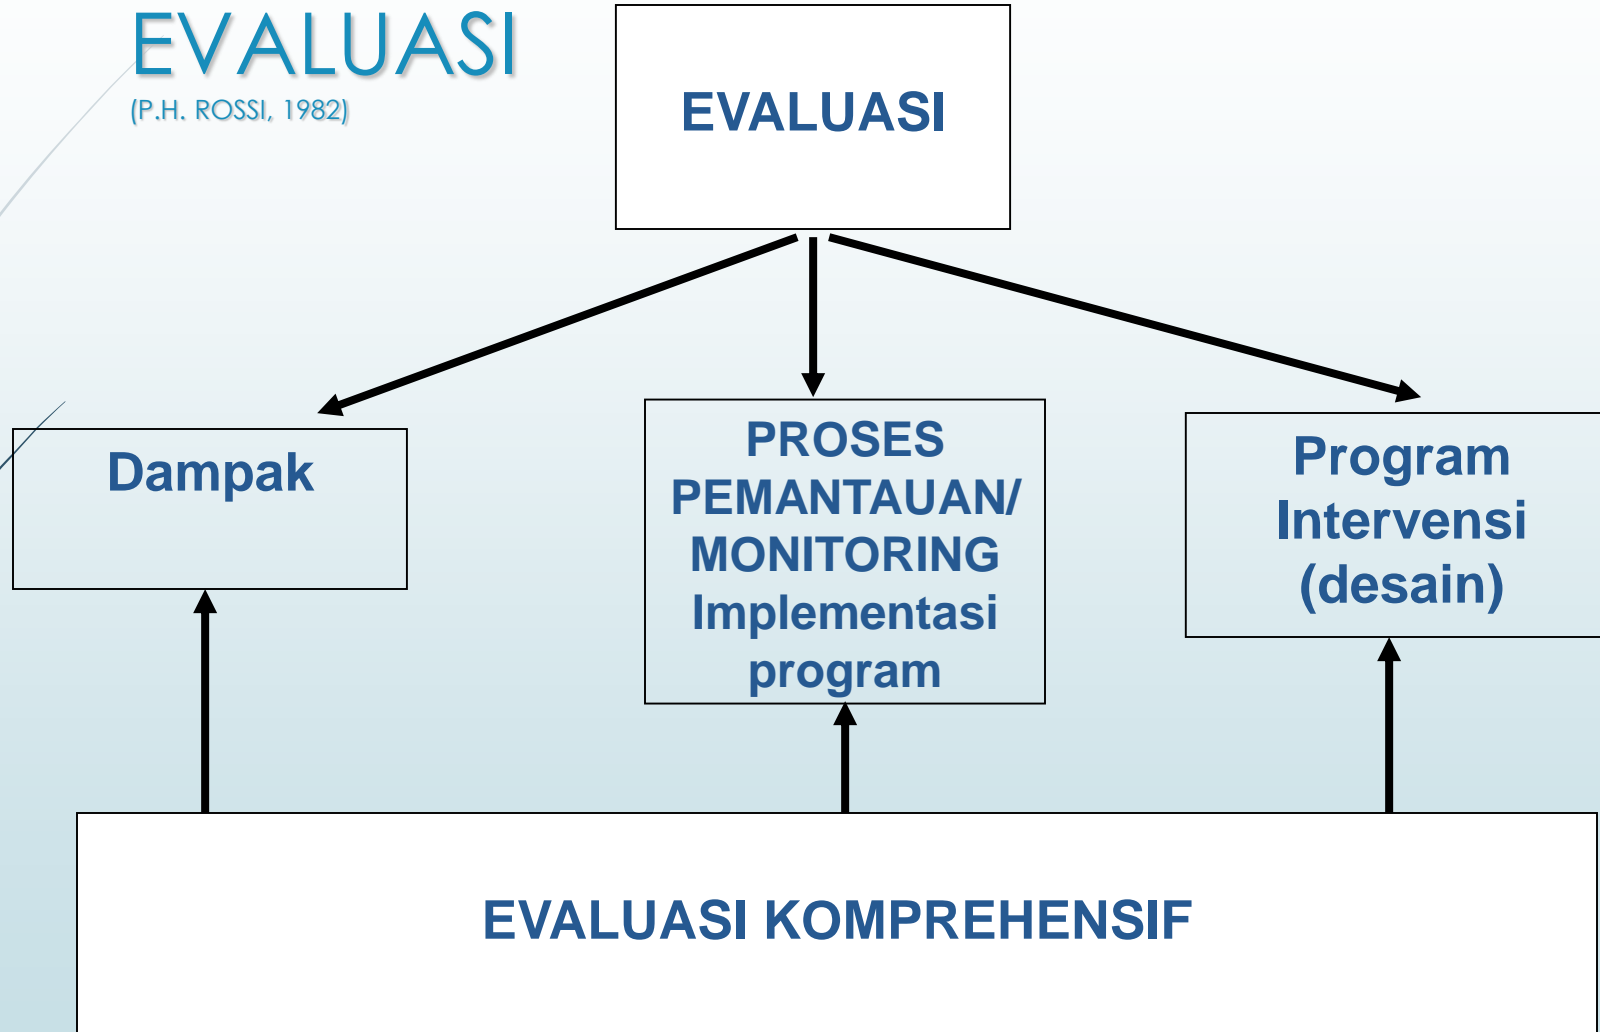 EVALUASI
(P.H. ROSSI, 1982)
EVALUASI
Dampak
PROSES
PEMANTAUAN/
MONITORING
Implementasi
program
Program
Intervensi
(desain)
EVALUASI KOMPREHENSIF